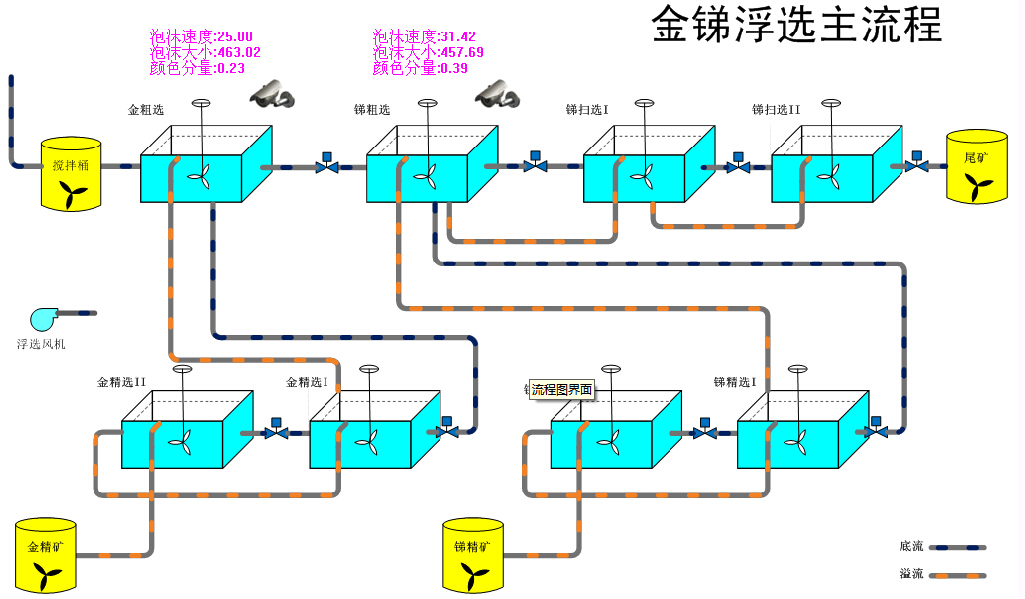 金锑浮选主流程
泡沫速度:25.00
泡沫大小:463.02
颜色分量:0.23
泡沫速度:31.42
泡沫大小:457.69
颜色分量:0.39
金粗选
锑粗选
锑扫选I
锑扫选II
搅拌桶
尾矿
浮选风机
金精选II
金精选I
流程图界面
锑精选I
金精矿
锑精矿
底流
溢流